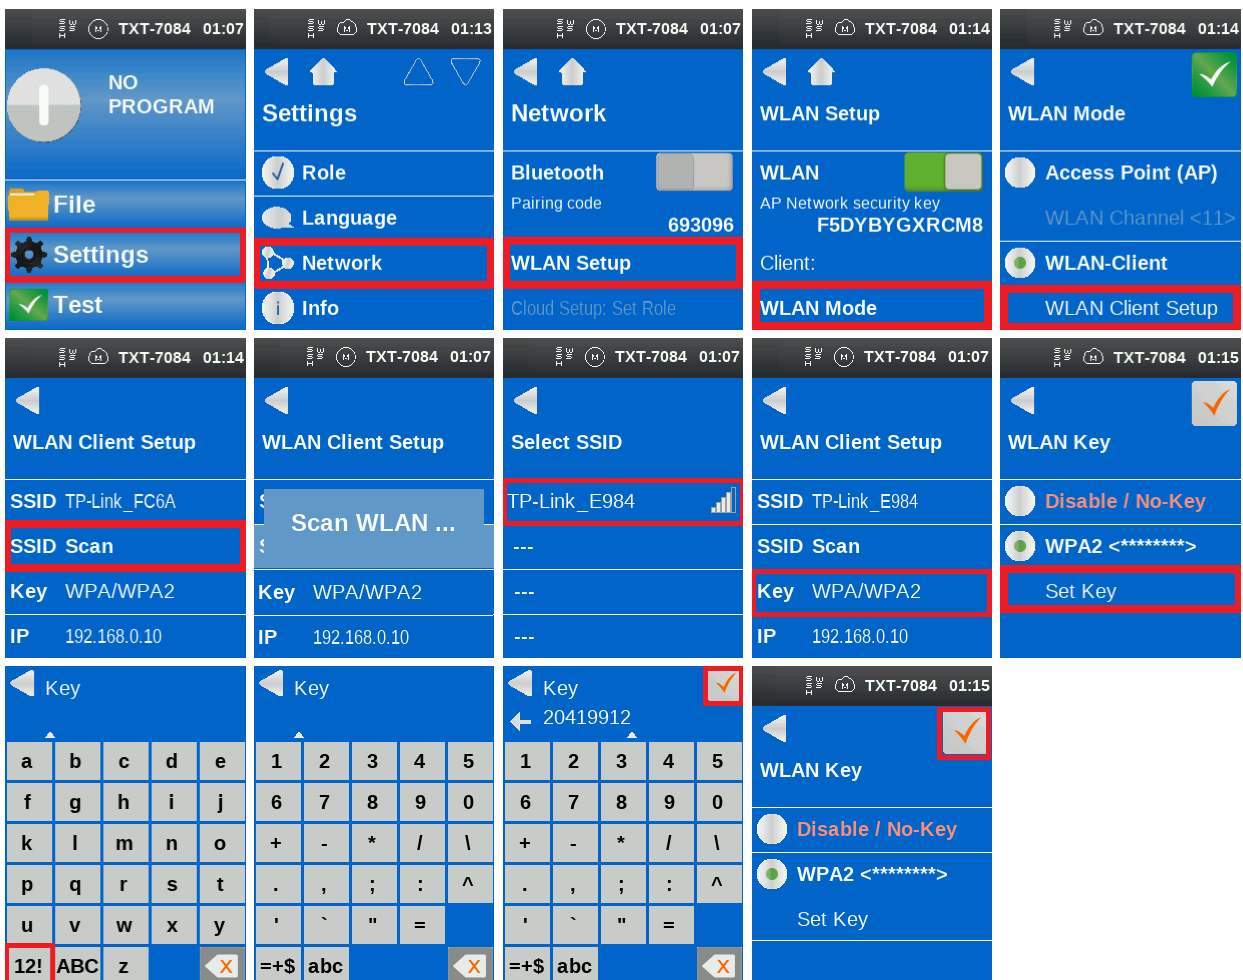 TXT-7084 01:07
NO
PROGRAM
File
Settings
Test
TXT-7084 01:13
Settings
Role
Language
Network
Info
TXT-7084 01:07
Network
Bluetooth
Pairing code
693096
WLAN Setup
Cloud Setup: Set Role
TXT-7084 01:14
WLAN Setup
WLAN
AP Network security key
F5DYBYGXRCM8
Client:
WLAN Mode
TXT-7084 01:14
WLAN Mode
Access Point (AP)
WLAN Channel <11>
WLAN-Client
WLAN Client Setup
TXT-7084 01:14
WLAN Client Setup
SSID TP-Link_FC6A
SSID Scan
Key WPA/WPA2
IP 192.168.0.10
TXT-7084 01:07
WLAN Client Setup
Scan WLAN ...
Key WPA/WPA2
IP 192.168.0.10
TXT-7084 01:07
Select SSID
TP-Link_E984
---
---
---
TXT-7084 01:07
WLAN Client Setup
SSID TP-Link_E984
SSID Scan
Key WPA/WPA2
IP 192.168.0.10
TXT-7084 01:15
WLAN Key
Disable / No-Key
WPA2 <********>
Set Key
Key
a b c d e
f g h i j
k l m n o
p q r s t
u v w x y
12! ABC z X
Key
1 2 3 4 5
6 7 8 9 0
+ - * / \
. , ; : ^
' ` " =
=+$ abc X
Key
20419912
1 2 3 4 5
6 7 8 9 0
+ - * / \
. , ; : ^
' ` " =
=+$ abc X
TXT-7084 01:15
WLAN Key
Disable / No-Key
WPA2 <********>
Set Key